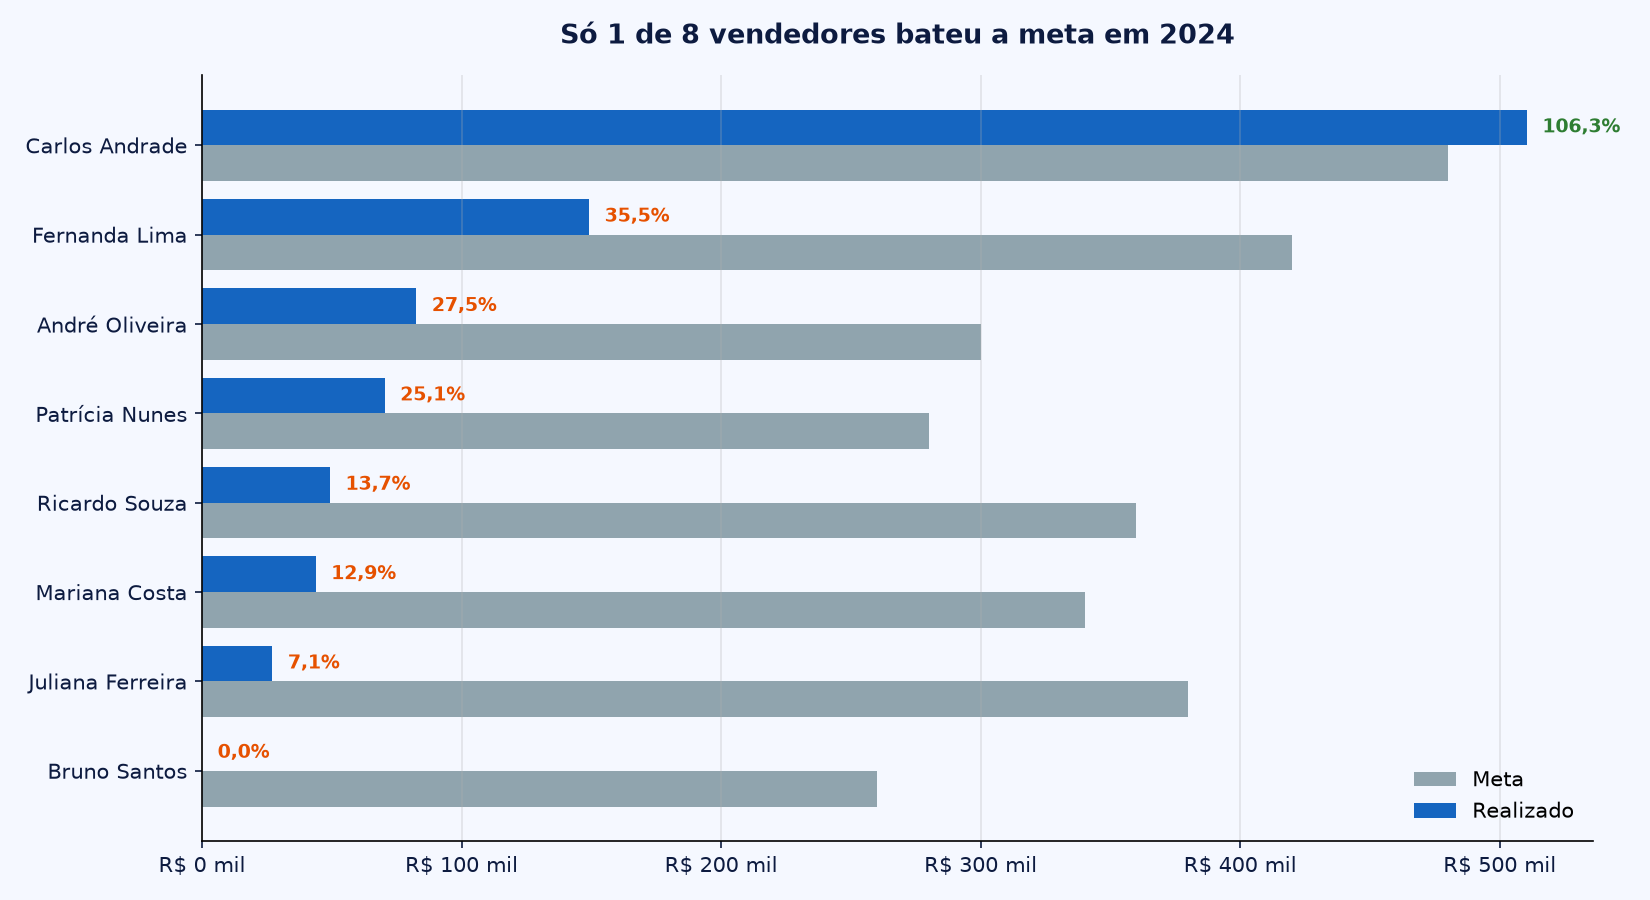 Só 1 de 8 vendedores bateu a meta em 2024
Carlos Andrade
106,3%
Fernanda Lima
35,5%
André Oliveira
27,5%
Patrícia Nunes
25,1%
Ricardo Souza
13,7%
Mariana Costa
12,9%
Juliana Ferreira
7,1%
Bruno Santos
0,0%
Meta
Realizado
R$ 0 mil
R$ 100 mil
R$ 200 mil
R$ 300 mil
R$ 400 mil
R$ 500 mil